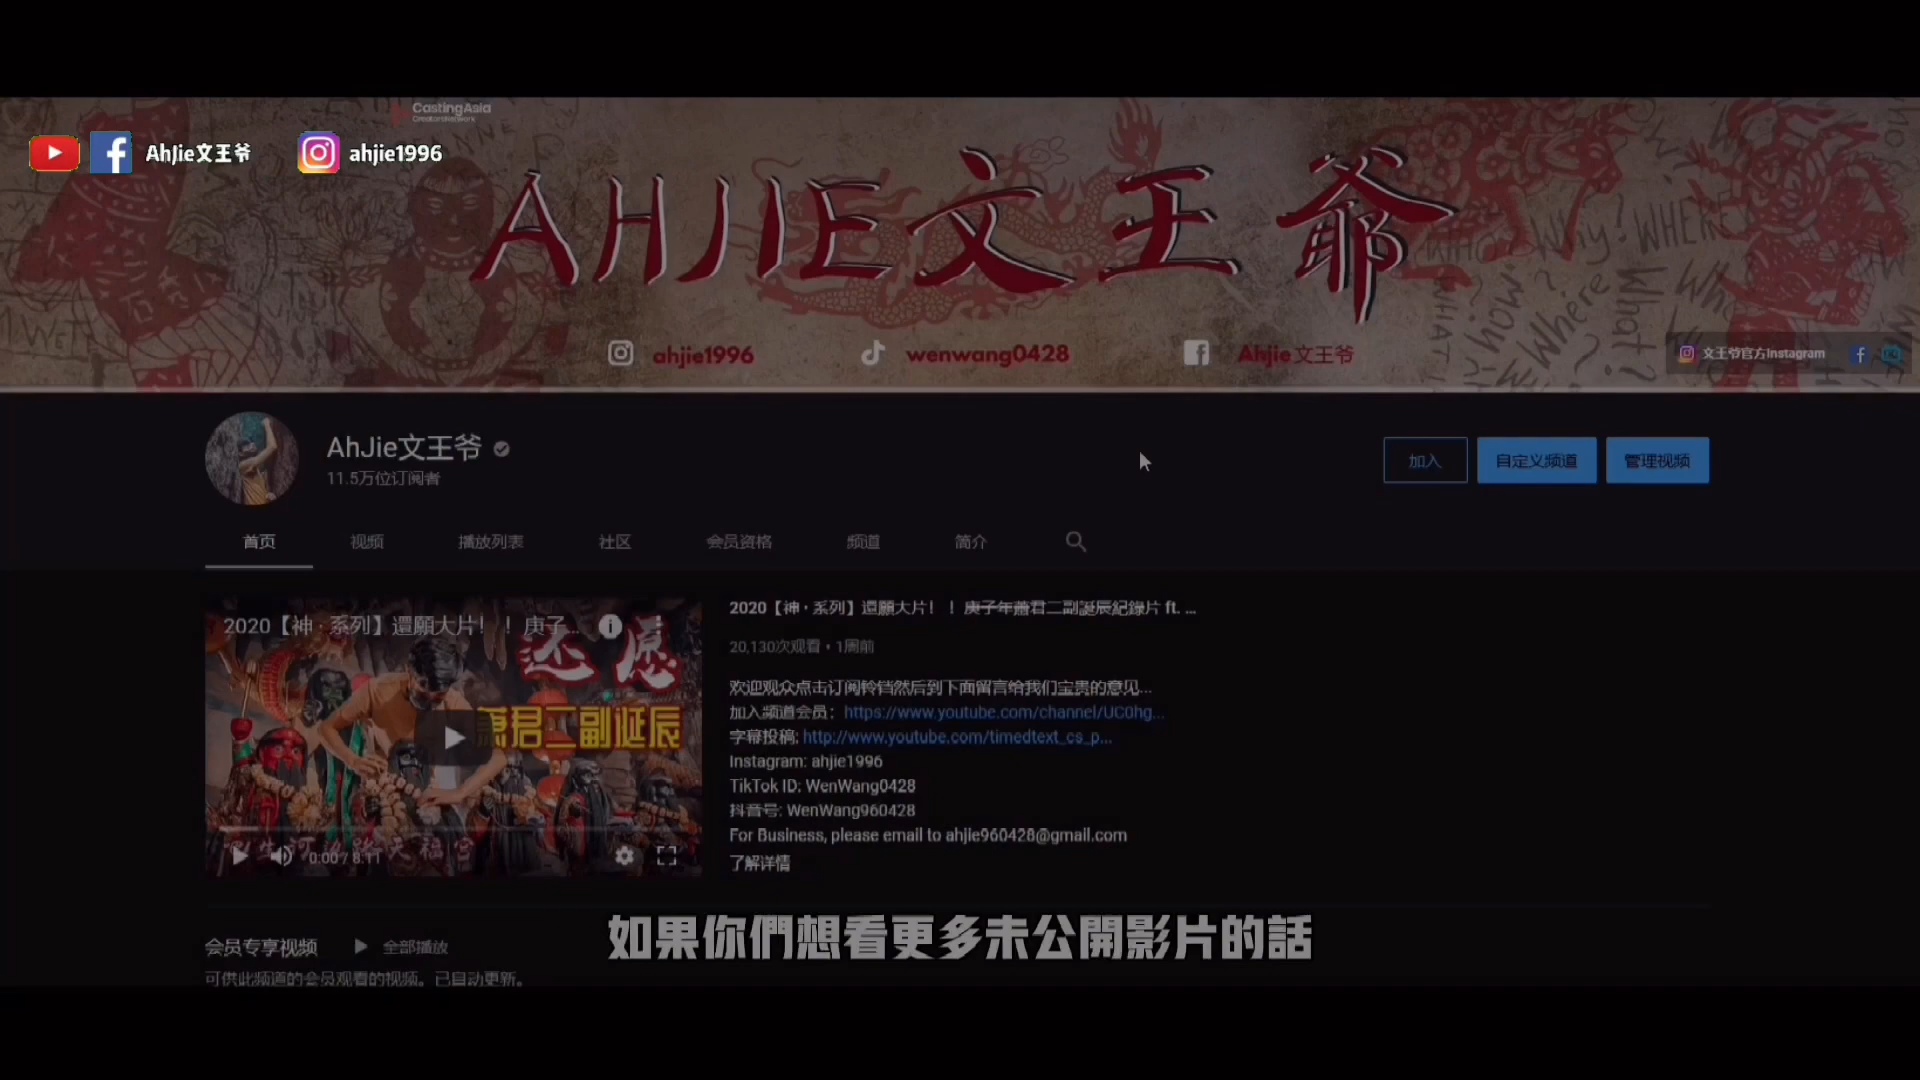 CastingAsia
CreatorsNetwork
AhJie文王爷
ahjie1996
AHJIE文王爺
ahjie1996
wenwang0428
Ahjie文王爷
文王爷官方Instagram
AhJie文王爷
11.5万位订阅者
加入
自定义频道
管理视频
首页
视频
播放列表
社区
会员资格
频道
简介
2020【神·系列】還願大片！！庚子...
还愿
萧君二副诞辰
0:00 / 8:11
2020【神·系列】還願大片！！庚子年蕭君二副誕辰紀錄片 ft. ...
20,130次观看 • 1周前
欢迎观众点击订阅铃铛然后到下面留言给我们宝贵的意见...
加入频道会员： https://www.youtube.com/channel/UC0hg...
字幕投稿: http://www.youtube.com/timedtext_cs_p...
Instagram: ahjie1996
TikTok ID: WenWang0428
抖音号: WenWang960428
For Business, please email to ahjie960428@gmail.com
了解详情
会员专享视频
全部播放
可供此频道的会员观看的视频。已自动更新。
如果你們想看更多未公開影片的話